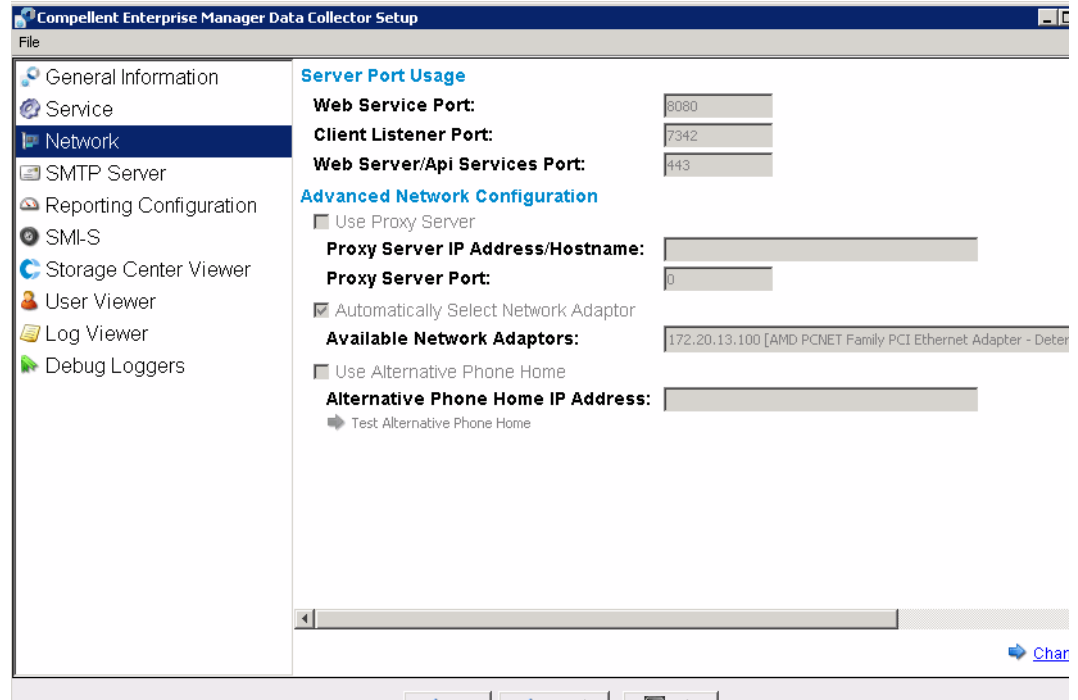 Compellent Enterprise Manager Data Collector Setup
File
General Information
Service
Network
SMTP Server
Reporting Configuration
SMI-S
Storage Center Viewer
User Viewer
Log Viewer
Debug Loggers
Server Port Usage
Web Service Port: 8080
Client Listener Port: 7342
Web Server/Api Services Port: 443
Advanced Network Configuration
Use Proxy Server
Proxy Server IP Address/Hostname:
Proxy Server Port: 0
Automatically Select Network Adaptor
Available Network Adaptors: 172.20.13.100 [AMD PCNET Family PCI Ethernet Adapter - Deter
Use Alternative Phone Home
Alternative Phone Home IP Address:
Test Alternative Phone Home
Chan